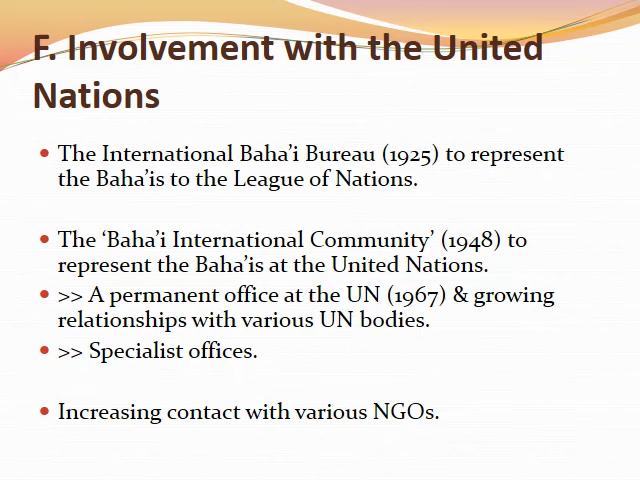 F. Involvement with the United
Nations
• The International Baha’i Bureau (1925) to represent
the Baha’is to the League of Nations.
• The ‘Baha’i International Community’ (1948) to
represent the Baha’is at the United Nations.
• >> A permanent office at the UN (1967) & growing
relationships with various UN bodies.
• >> Specialist offices.
• Increasing contact with various NGOs.